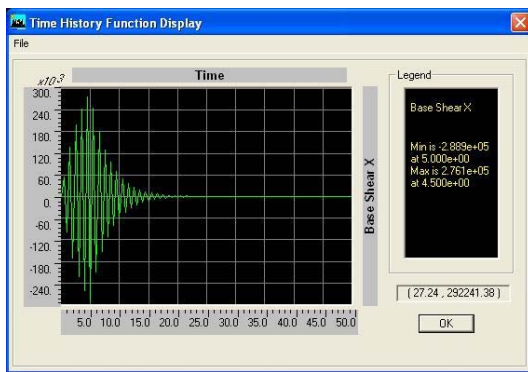 Time History Function Display
File
x10^3
Time
300.
240.
180.
120.
60.
0.
-60.
-120.
-180.
-240.
5.0 10.0 15.0 20.0 25.0 30.0 35.0 40.0 45.0 50.0
Base Shear X
Legend
Base Shear X
Min is -2.889e+05
at 5.000e+00
Max is 2.761e+05
at 4.500e+00
( 27.24 , 292241.38 )
OK